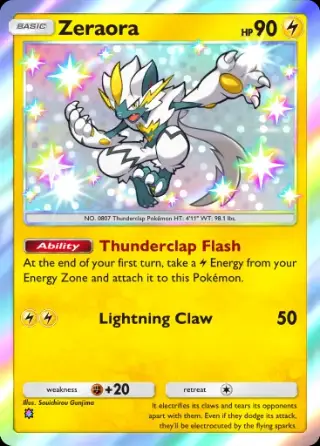 BASIC Zeraora HP 90
NO. 0807 Thunderclap Pokémon HT: 4'11" WT: 98.1 lbs.
Ability Thunderclap Flash
At the end of your first turn, take a Energy from your
Energy Zone and attach it to this Pokémon.
Lightning Claw 50
weakness +20 retreat
Illus. Souichirou Gunjima
It electrifies its claws and tears its opponents
apart with them. Even if they dodge its attack,
they'll be electrocuted by the flying sparks.